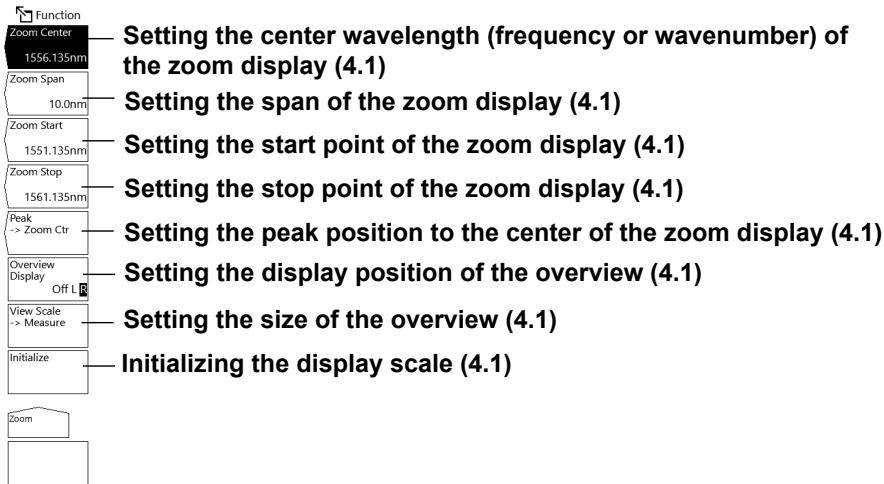 Function
Zoom Center
1556.135nm
Setting the center wavelength (frequency or wavenumber) of
the zoom display (4.1)
Zoom Span
10.0nm
Setting the span of the zoom display (4.1)
Zoom Start
1551.135nm
Setting the start point of the zoom display (4.1)
Zoom Stop
1561.135nm
Setting the stop point of the zoom display (4.1)
Peak
-> Zoom Ctr
Setting the peak position to the center of the zoom display (4.1)
Overview
Display
Off L R
Setting the display position of the overview (4.1)
View Scale
-> Measure
Setting the size of the overview (4.1)
Initialize
Initializing the display scale (4.1)
Zoom